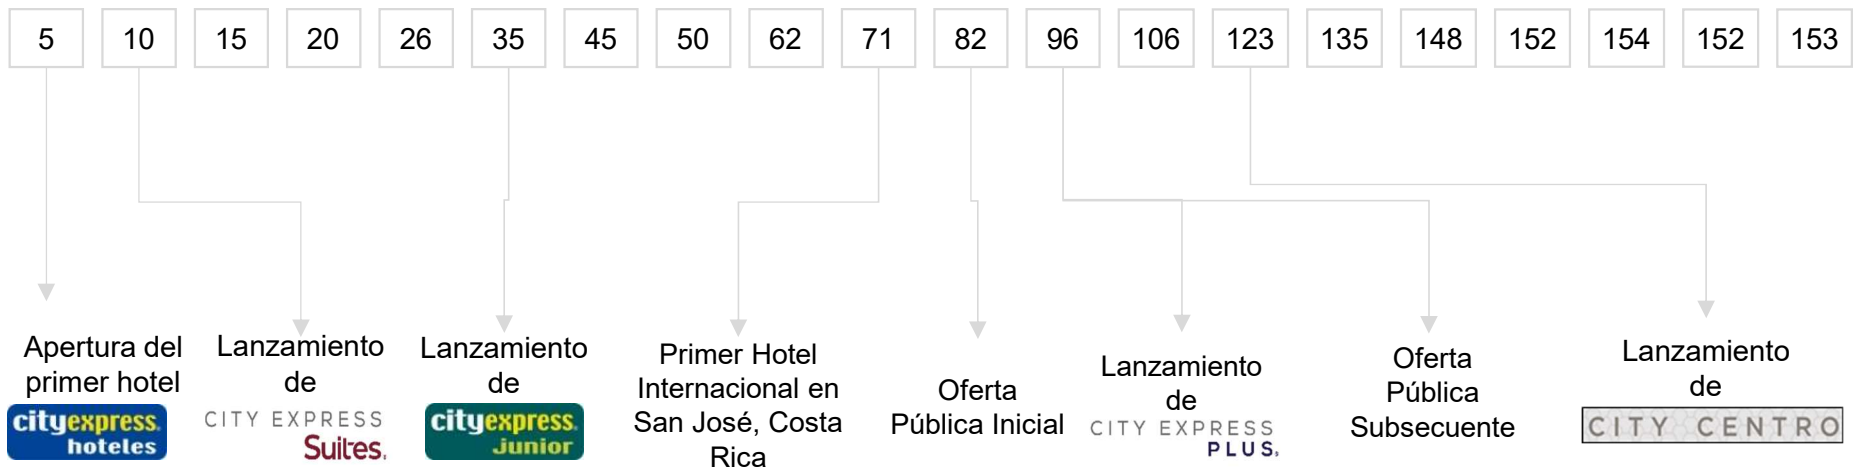 5 10 15 20 26 35 45 50 62 71 82 96 106 123 135 148 152 154 152 153
Apertura del
primer hotel
cityexpress.
hoteles
Lanzamiento
de
CITY EXPRESS
Suites.
Lanzamiento
de
cityexpress.
junior
Primer Hotel
Internacional en
San José, Costa
Rica
Oferta
Pública Inicial
Lanzamiento
de
CITY EXPRESS
PLUS.
Oferta
Pública
Subsecuente
Lanzamiento
de
CITY CENTRO